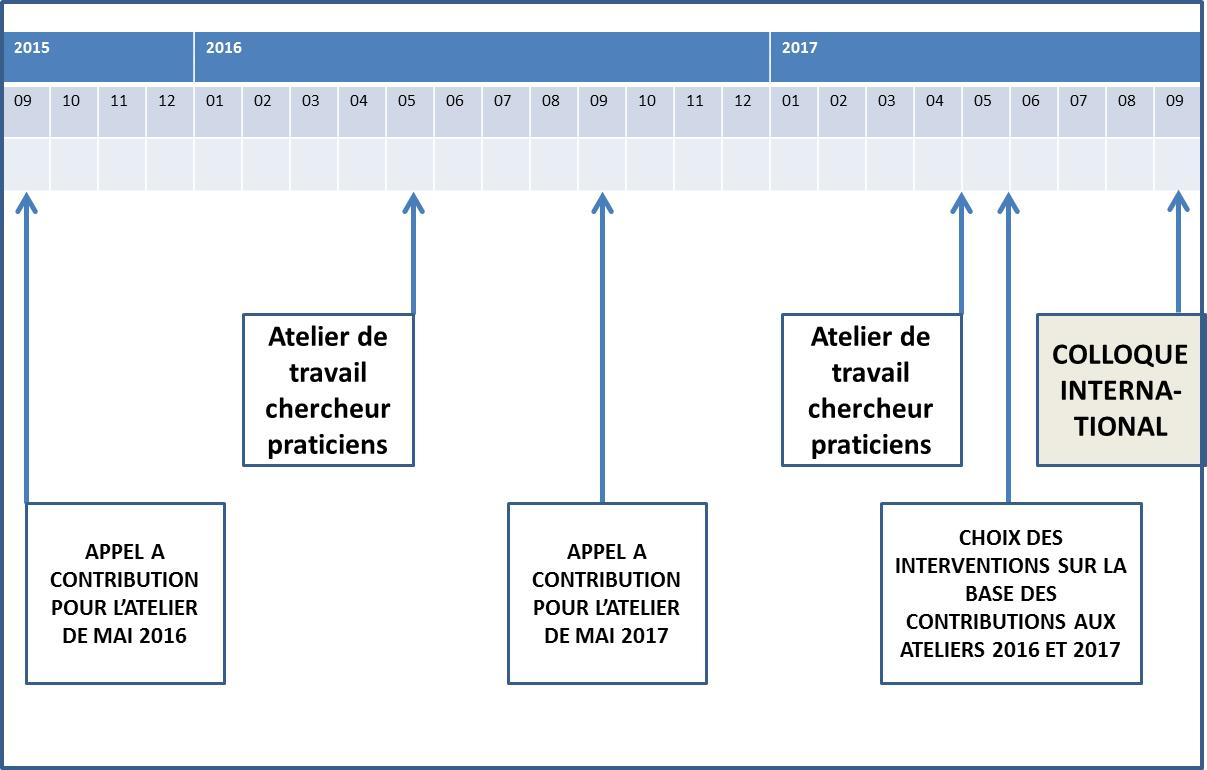 2015 2016 2017
09 10 11 12 01 02 03 04 05 06 07 08 09 10 11 12 01 02 03 04 05 06 07 08 09
Atelier de
travail
chercheur
praticiens
Atelier de
travail
chercheur
praticiens
COLLOQUE
INTERNA-
TIONAL
APPEL A
CONTRIBUTION
POUR L’ATELIER
DE MAI 2016
APPEL A
CONTRIBUTION
POUR L’ATELIER
DE MAI 2017
CHOIX DES
INTERVENTIONS SUR LA
BASE DES
CONTRIBUTIONS AUX
ATELIERS 2016 ET 2017